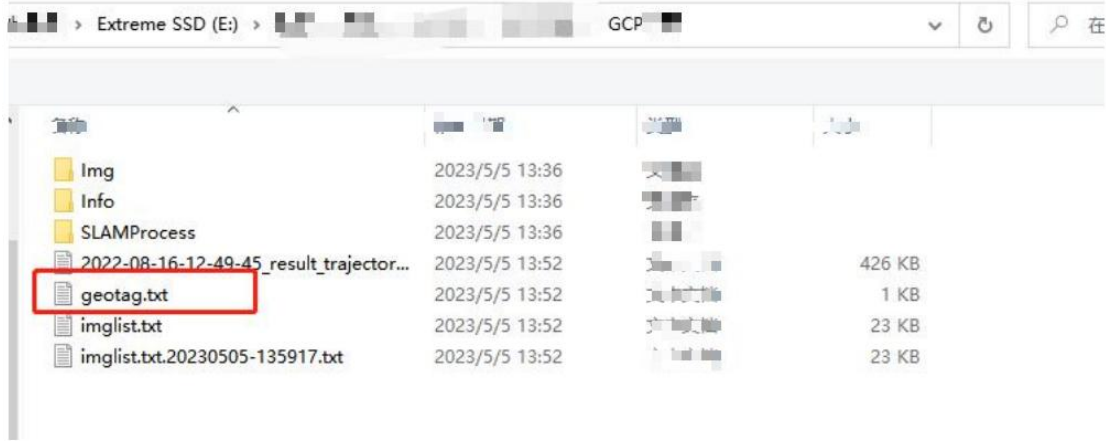 > Extreme SSD (E:) > GCP 在
Img 2023/5/5 13:36
Info 2023/5/5 13:36
SLAMProcess 2023/5/5 13:36
2022-08-16-12-49-45_result_trajector... 2023/5/5 13:52 426 KB
geotag.txt 2023/5/5 13:52 1 KB
imglist.txt 2023/5/5 13:52 23 KB
imglist.txt.20230505-135917.txt 2023/5/5 13:52 23 KB